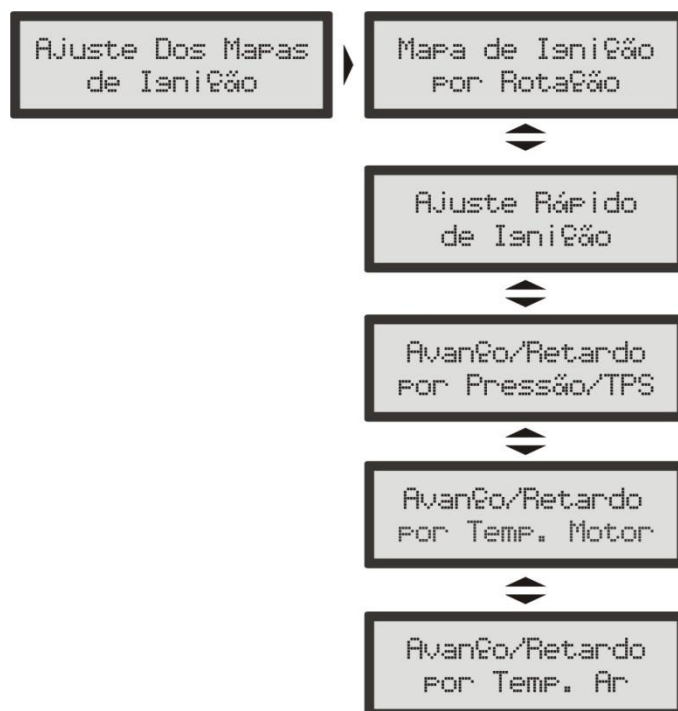 Ajuste Dos Mapas
de Ignição
Mapa de Ignição
por Rotação
Ajuste Rápido
de Ignição
Avanço/Retardo
por Pressão/TPS
Avanço/Retardo
por Temp. Motor
Avanço/Retardo
por Temp. Ar